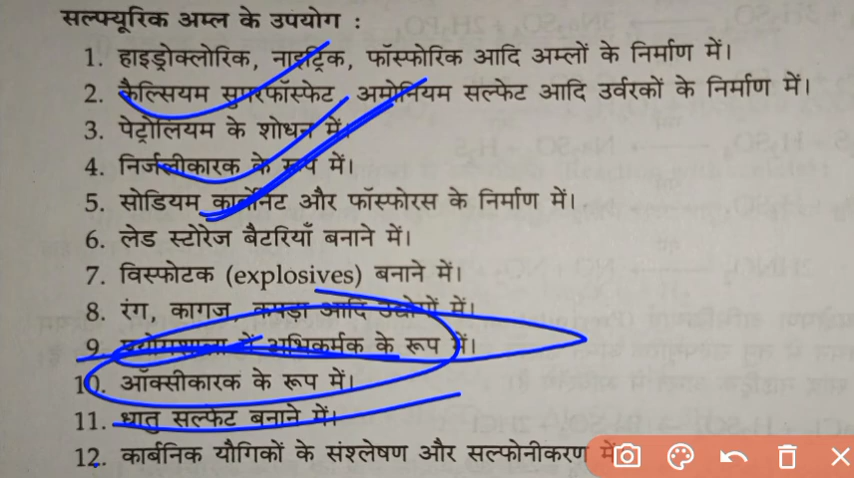 सल्फ्यूरिक अम्ल के उपयोग :
1. हाइड्रोक्लोरिक, नाइट्रिक, फॉस्फोरिक आदि अम्लों के निर्माण में।
2. कैल्सियम सुपरफॉस्फेट, अमोनियम सल्फेट आदि उर्वरकों के निर्माण में।
3. पेट्रोलियम के शोधन में।
4. निर्जलीकारक के रूप में।
5. सोडियम कार्बोनेट और फॉस्फोरस के निर्माण में।
6. लेड स्टोरेज बैटरियाँ बनाने में।
7. विस्फोटक (explosives) बनाने में।
8. रंग, कागज, कपड़ा आदि उद्योगों में।
9. प्रयोगशाला में अभिकर्मक के रूप में।
10. ऑक्सीकारक के रूप में।
11. धातु सल्फेट बनाने में।
12. कार्बनिक यौगिकों के संश्लेषण और सल्फोनीकरण में